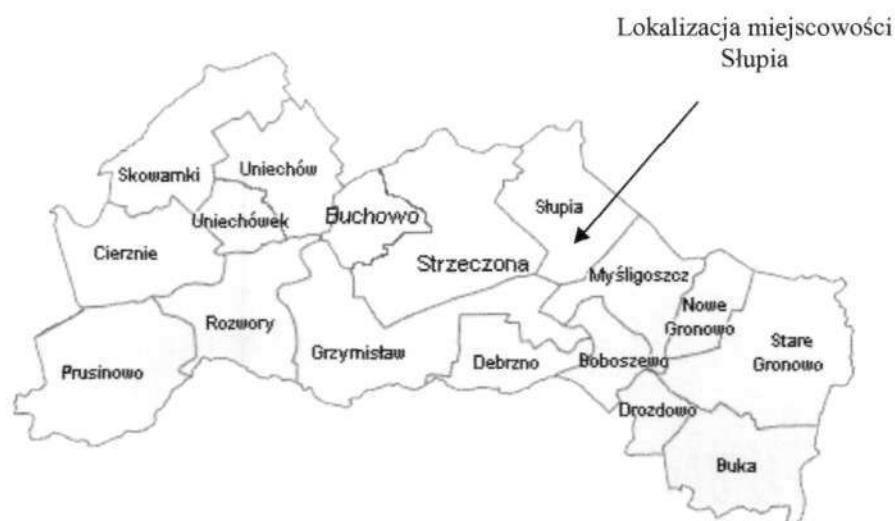 Lokalizacja miejscowości
Słupia
Skowarnki
Uniechów
Uniechówek
Buchowo
Słupia
Cierznie
Strzeczona
Myśligoszcz
Rozwory
Nowe
Gronowo
Grzymisław
Stare
Gronowo
Prusinowo
Debrzno
Boboszewo
Drozdowo
Buka